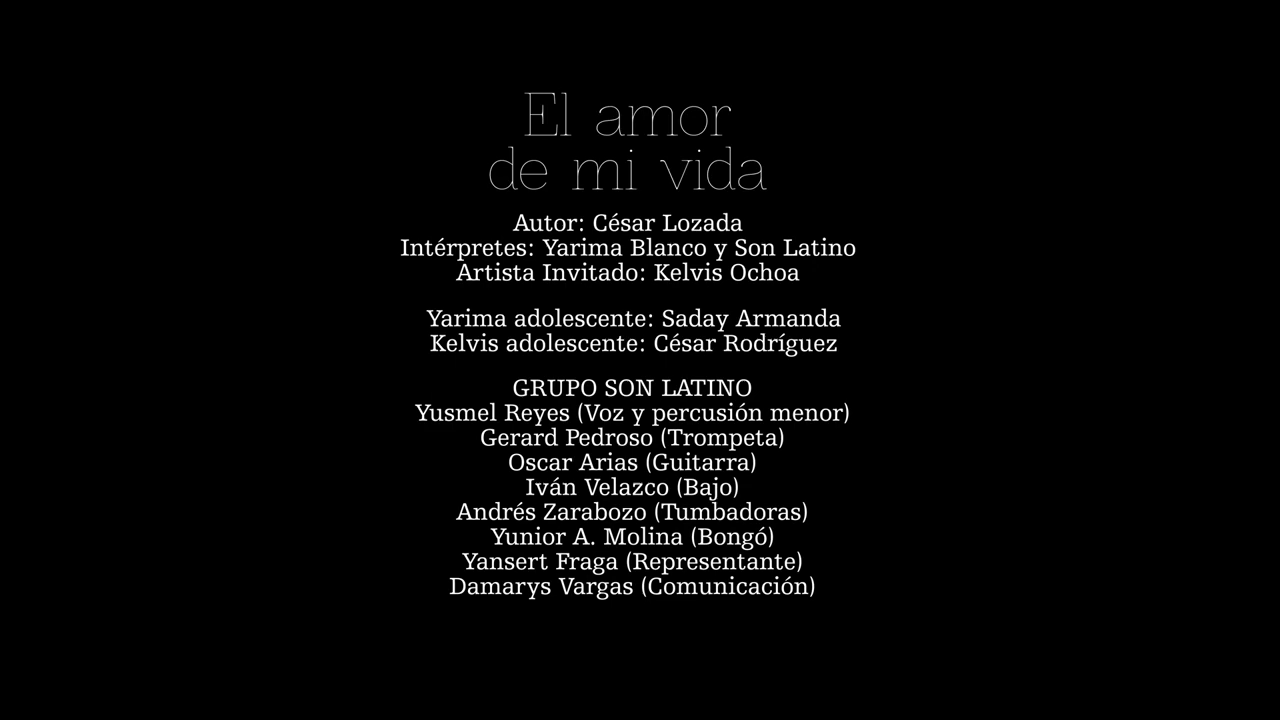 El amor
de mi vida
Autor: César Lozada
Intérpretes: Yarima Blanco y Son Latino
Artista Invitado: Kelvis Ochoa
Yarima adolescente: Saday Armanda
Kelvis adolescente: César Rodríguez
GRUPO SON LATINO
Yusmel Reyes (Voz y percusión menor)
Gerard Pedroso (Trompeta)
Oscar Arias (Guitarra)
Iván Velazco (Bajo)
Andrés Zarabozo (Tumbadoras)
Yunior A. Molina (Bongó)
Yansert Fraga (Representante)
Damarys Vargas (Comunicación)